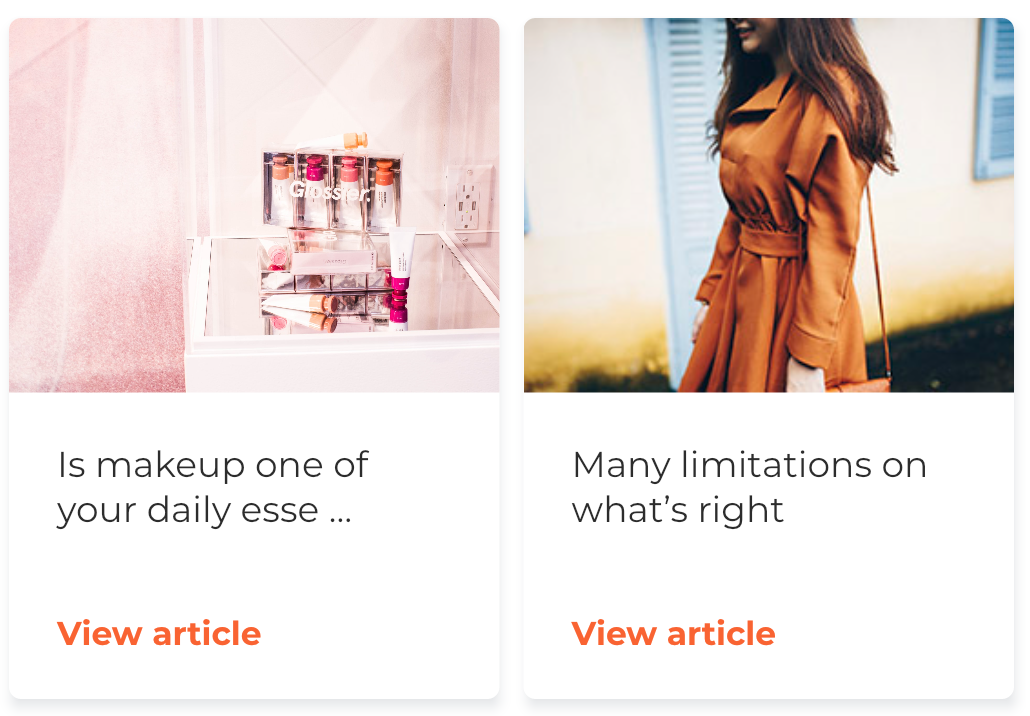 Glossier.
Is makeup one of
your daily esse ...
View article
Many limitations on
what’s right
View article